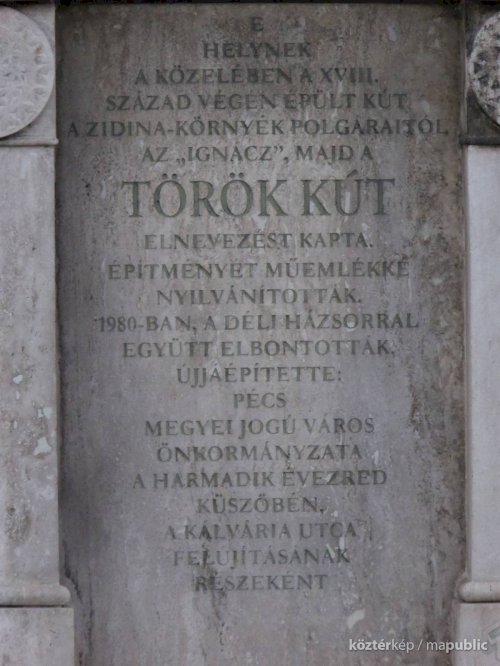 E
HELYNEK
A KÖZELÉBEN A XVIII.
SZÁZAD VÉGÉN ÉPÜLT KÚT
A ZIDINA-KÖRNYÉK POLGÁRAITÓL
AZ „IGNÁCZ”, MAJD A
TÖRÖK KÚT
ELNEVEZÉST KAPTA.
ÉPÍTMÉNYÉT MŰEMLÉKKÉ
NYILVÁNÍTOTTÁK.
1980-BAN, A DÉLI HÁZSORRAL
EGYÜTT ELBONTOTTÁK.
ÚJJÁÉPÍTETTE:
PÉCS
MEGYEI JOGÚ VÁROS
ÖNKORMÁNYZATA
A HARMADIK ÉVEZRED
KÜSZÖBÉN,
A KÁLVÁRIA UTCA
FELÚJÍTÁSÁNAK
RÉSZEKÉNT
köztérkép / mapublic